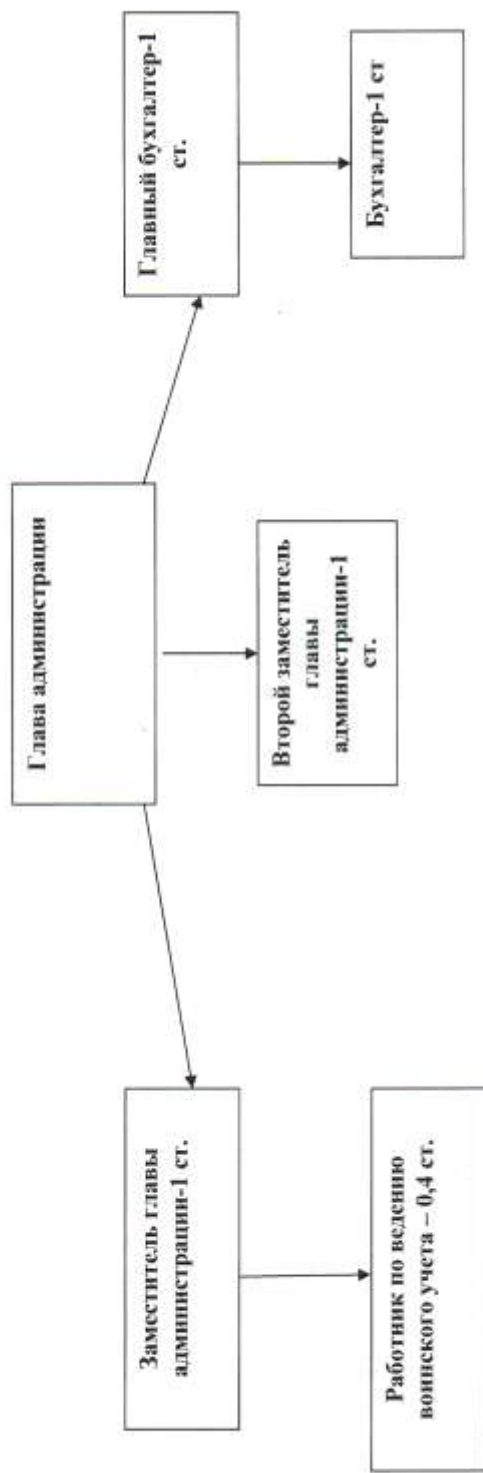 Глава администрации
Заместитель главы
администрации-1 ст.
Второй заместитель
главы
администрации-1
ст.
Главный бухгалтер-1
ст.
Работник по ведению
воинского учета – 0,4 ст.
Бухгалтер-1 ст